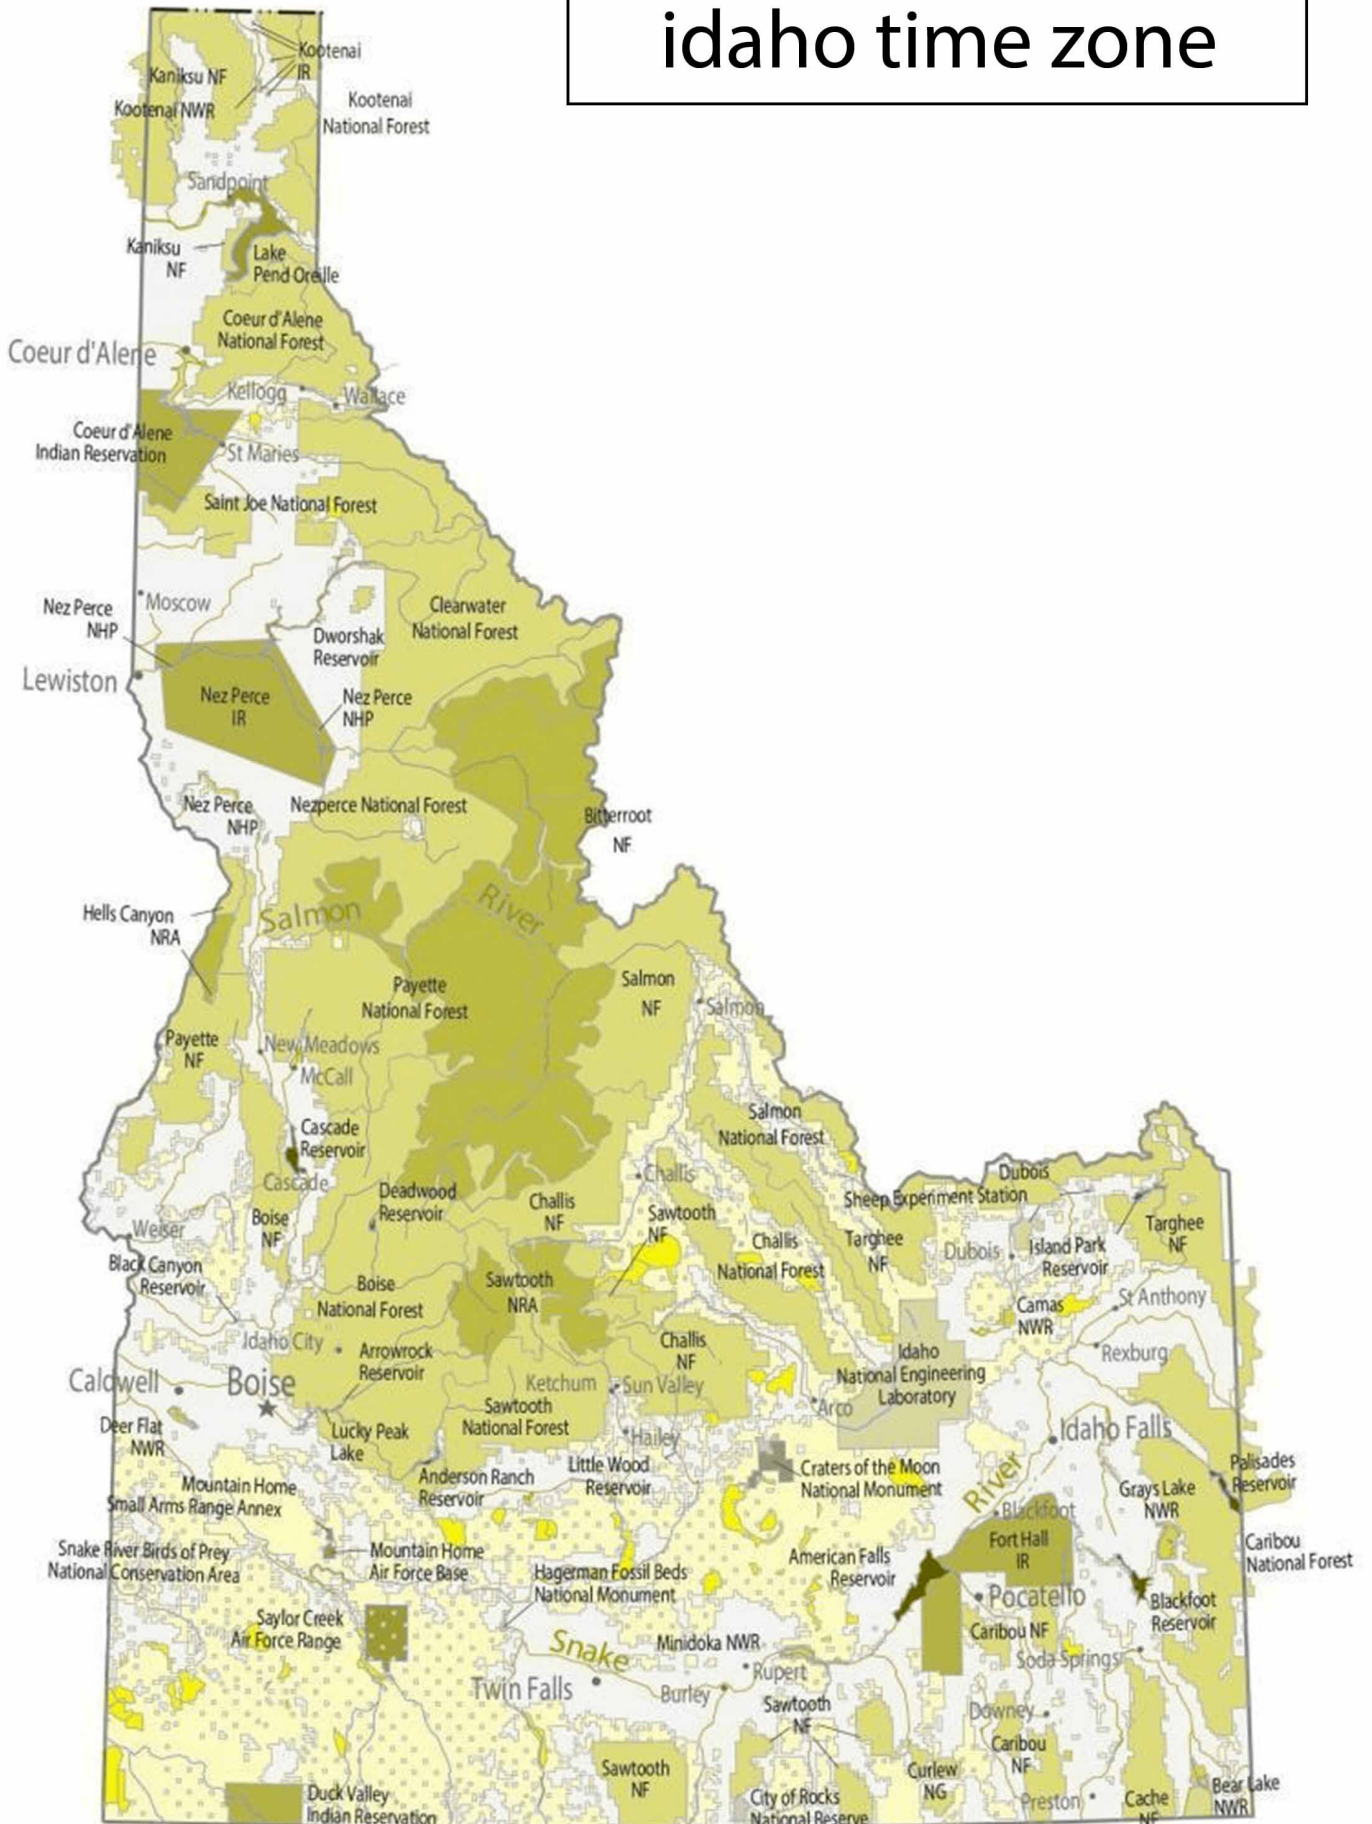 idaho time zone
Kootenai
IR
Kaniksu NF
Kootenai NWR
Kootenai
National Forest
Sandpoint
Kaniksu
NF
Lake
Pend Oreille
Coeur d'Alene
National Forest
Coeur d'Alene
Kellogg
Wallace
Coeur d'Alene
Indian Reservation
St Maries
Saint Joe National Forest
Moscow
Nez Perce
NHP
Clearwater
National Forest
Dworshak
Reservoir
Lewiston
Nez Perce
IR
Nez Perce
NHP
Nez Perce
NHP
Nezperce National Forest
Bitterroot
NF
Hells Canyon
NRA
Salmon
River
Payette
National Forest
Salmon
NF
Salmon
Payette
NF
New Meadows
McCall
Cascade
Reservoir
Cascade
Salmon
National Forest
Challis
Dubois
Sheep Experiment Station
Deadwood
Reservoir
Challis
NF
Sawtooth
NF
Weiser
Boise
NF
Challis
National Forest
Targhee
NF
Dubois
Island Park
Reservoir
Targhee
NF
Black Canyon
Reservoir
Boise
National Forest
Sawtooth
NRA
Camas
NWR
St Anthony
Idaho City
Arrowrock
Reservoir
Challis
NF
Idaho
National Engineering
Laboratory
Rexburg
Caldwell
Boise
Ketchum
Sun Valley
Arco
Deer Flat
NWR
Lucky Peak
Lake
Sawtooth
National Forest
Hailey
Idaho Falls
Mountain Home
Small Arms Range Annex
Anderson Ranch
Reservoir
Little Wood
Reservoir
Craters of the Moon
National Monument
River
Grays Lake
NWR
Palisades
Reservoir
Blackfoot
Snake River Birds of Prey
National Conservation Area
Mountain Home
Air Force Base
Hagerman Fossil Beds
National Monument
American Falls
Reservoir
Fort Hall
IR
Caribou
National Forest
Saylor Creek
Air Force Range
Pocatello
Blackfoot
Reservoir
Snake
Minidoka NWR
Caribou NF
Soda Springs
Rupert
Twin Falls
Burley
Sawtooth
NF
Downey
Sawtooth
NF
Caribou
NF
Curlew
NG
Duck Valley
Indian Reservation
City of Rocks
National Reserve
Preston
Cache
NF
Bear Lake
NWR